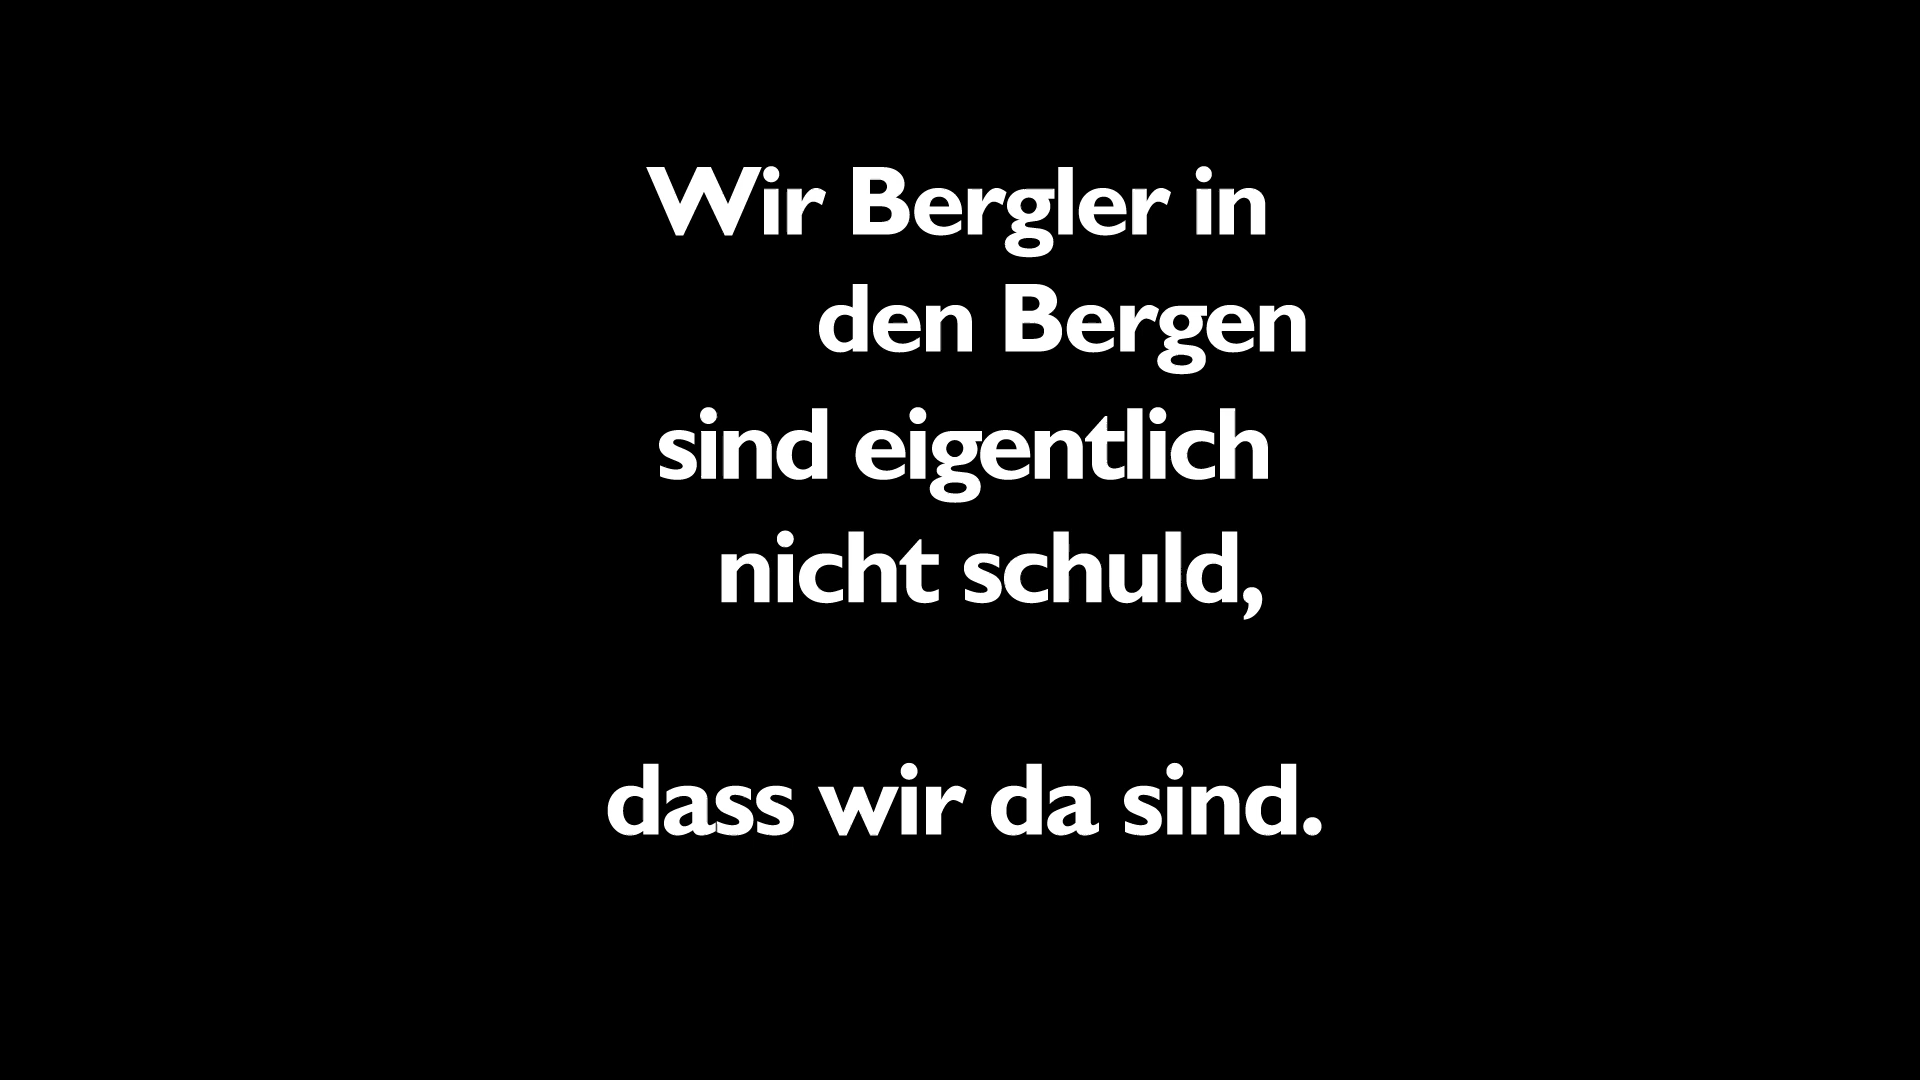 Wir Bergler in
den Bergen
sind eigentlich
nicht schuld,
dass wir da sind.